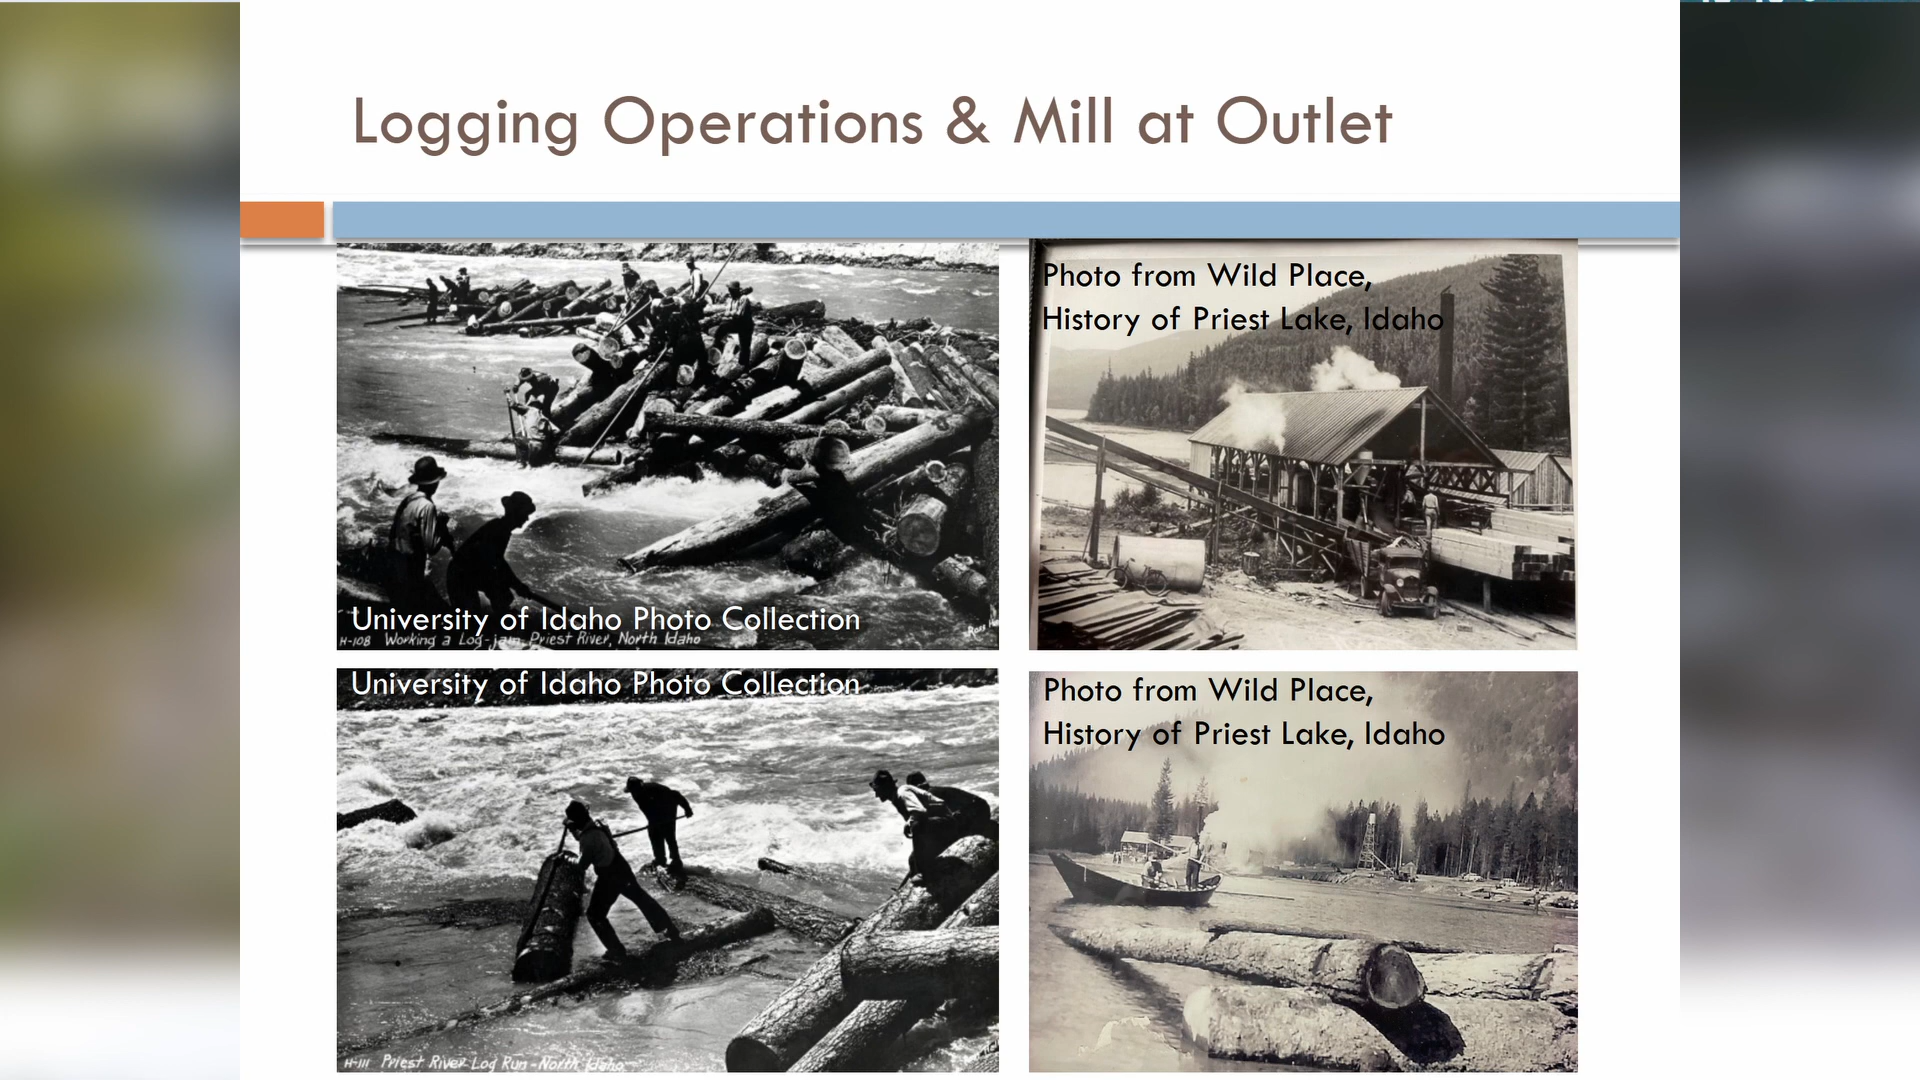 Logging Operations & Mill at Outlet
University of Idaho Photo Collection
H-108 Working a Log-jam, Priest River, North Idaho
Photo from Wild Place,
History of Priest Lake, Idaho
University of Idaho Photo Collection
H-111 Priest River Log Run - North Idaho
Photo from Wild Place,
History of Priest Lake, Idaho